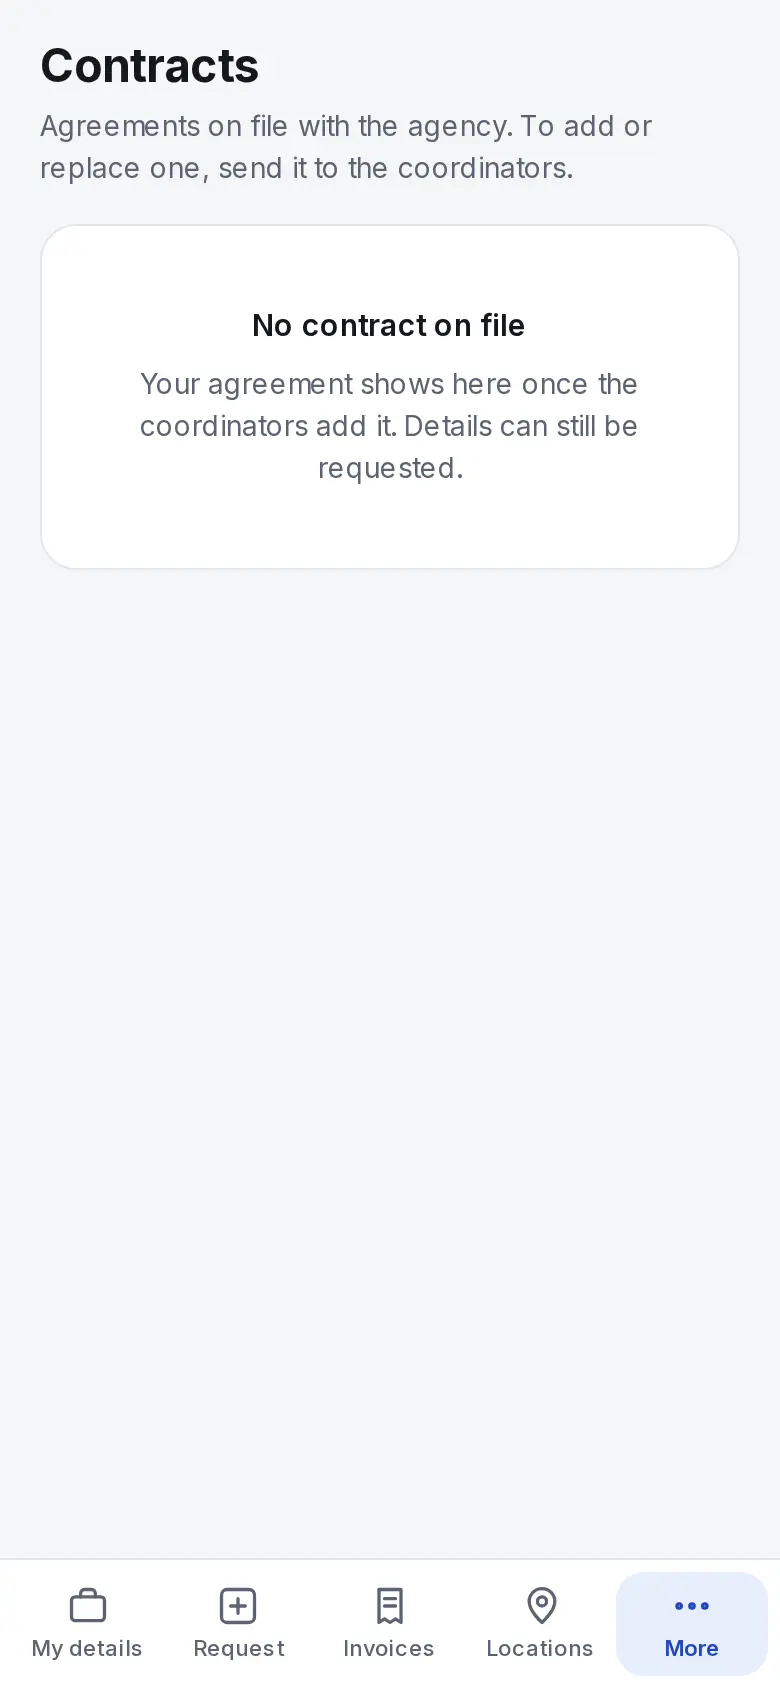 Contracts
Agreements on file with the agency. To add or
replace one, send it to the coordinators.
No contract on file
Your agreement shows here once the
coordinators add it. Details can still be
requested.
My details
Request
Invoices
Locations
More